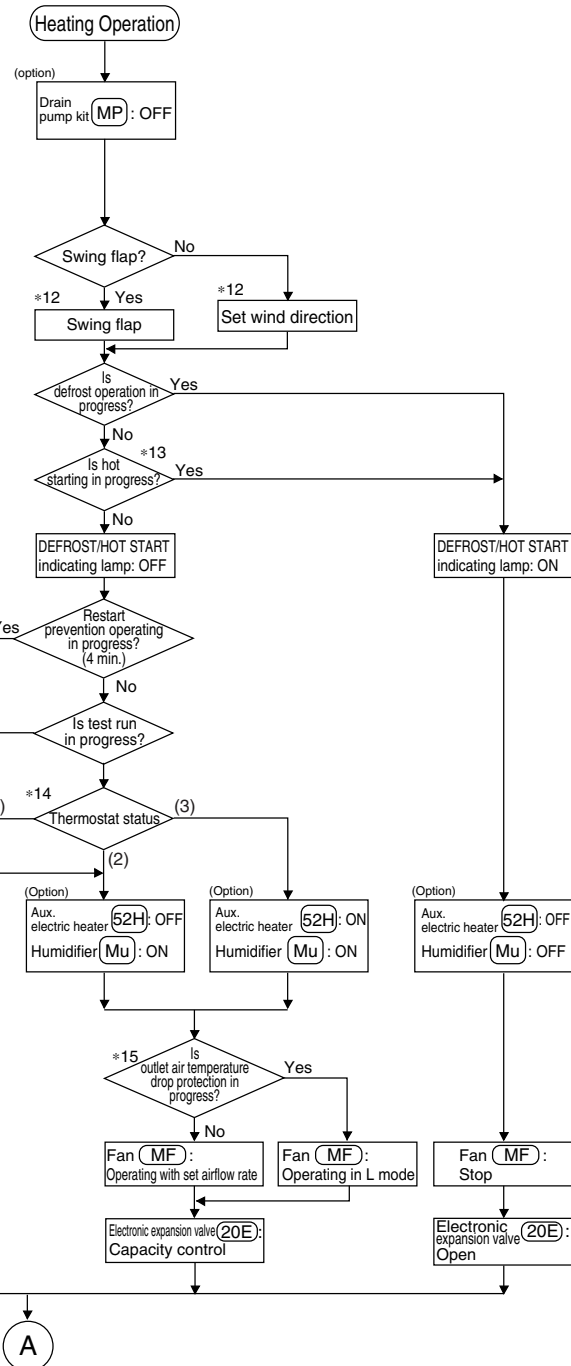 Heating Operation
(option)
Drain
pump kit MP : OFF
Swing flap?
No
*12
Yes
*12
Swing flap
Set wind direction
Is
defrost operation in
progress?
Yes
No
*13
Is hot
starting in progress?
Yes
No
DEFROST/HOT START
indicating lamp: OFF
DEFROST/HOT START
indicating lamp: ON
Restart
prevention operating
in progress?
(4 min.)
No
Is test run
in progress?
*14
Thermostat status
(3)
(2)
(Option)
Aux.
electric heater 52H : OFF
Humidifier Mu : ON
(Option)
Aux.
electric heater 52H : ON
Humidifier Mu : ON
(Option)
Aux.
electric heater 52H : OFF
Humidifier Mu : OFF
*15
Is
outlet air temperature
drop protection in
progress?
Yes
No
Fan MF :
Operating with set airflow rate
Fan MF :
Operating in L mode
Fan MF :
Stop
Electronic expansion valve 20E :
Capacity control
Electronic
expansion valve 20E :
Open
A